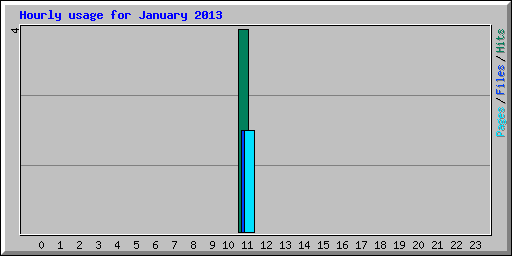 Hourly usage for January 2013
4
Pages/Files/Hits
0 1 2 3 4 5 6 7 8 9 10 11 12 13 14 15 16 17 18 19 20 21 22 23